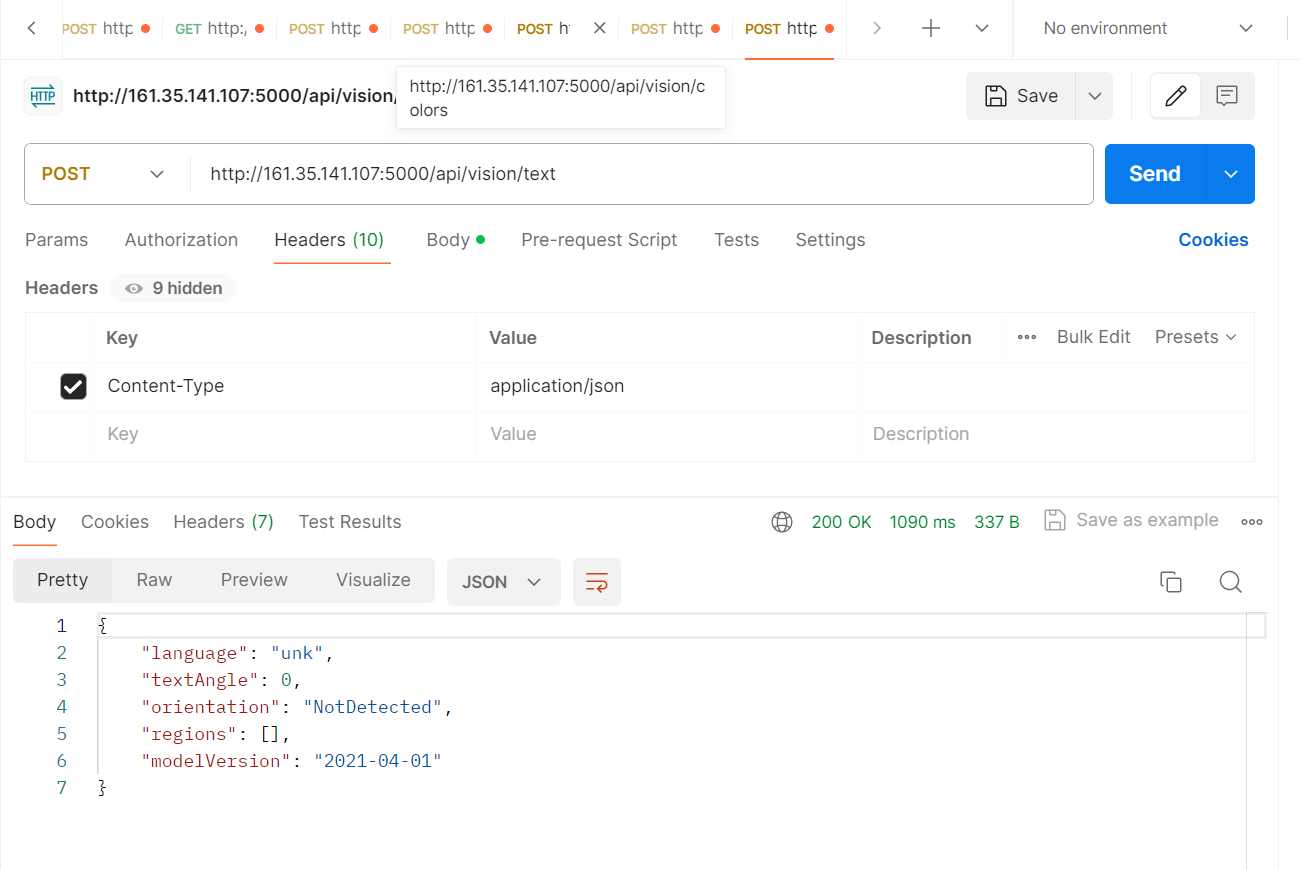 POST http
GET http:/
POST http
POST http
POST h
POST http
POST http
No environment
HTTP
http://161.35.141.107:5000/api/vision/
http://161.35.141.107:5000/api/vision/c
olors
Save
POST
http://161.35.141.107:5000/api/vision/text
Send
Params
Authorization
Headers (10)
Body
Pre-request Script
Tests
Settings
Cookies
Headers
9 hidden
Key
Value
Description
Bulk Edit
Presets
Content-Type
application/json
Key
Value
Description
Body
Cookies
Headers (7)
Test Results
200 OK
1090 ms
337 B
Save as example
Pretty
Raw
Preview
Visualize
JSON
1 {
2 "language": "unk",
3 "textAngle": 0,
4 "orientation": "NotDetected",
5 "regions": [],
6 "modelVersion": "2021-04-01"
7 }